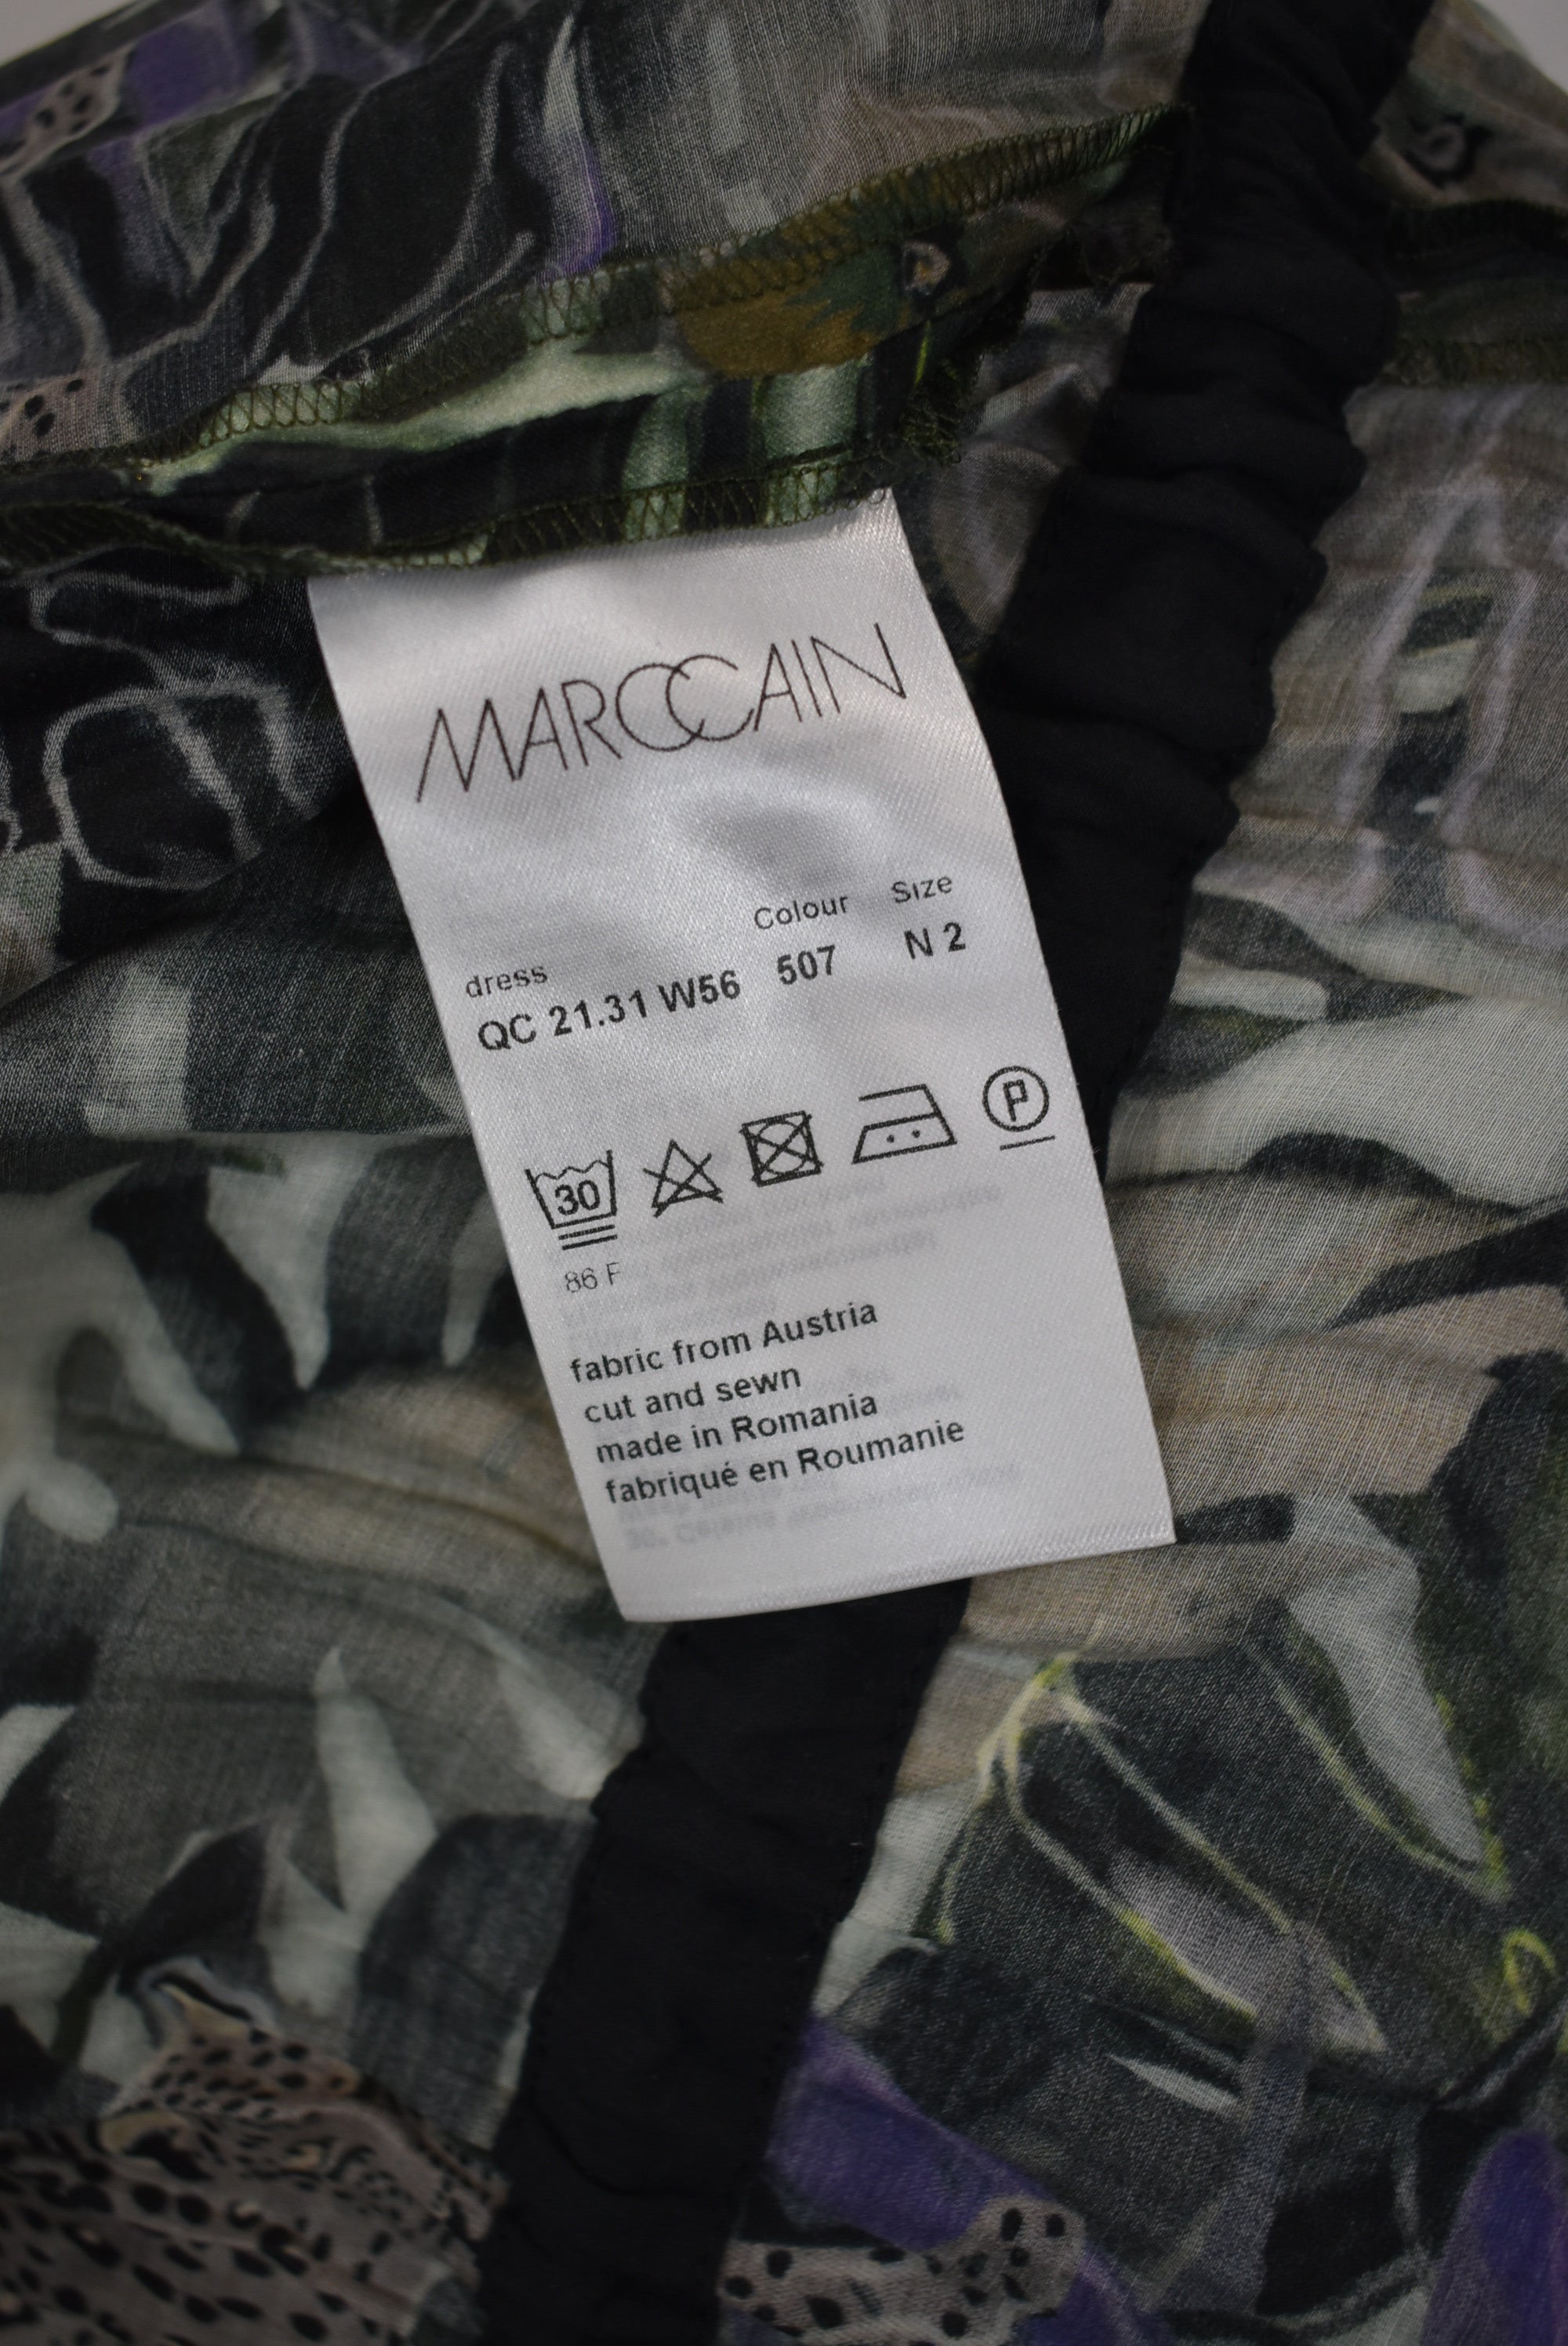 MARCCAIN
Colour Size
dress
QC 21.31 W56 507 N 2
30 P
86 F
fabric from Austria
cut and sewn
made in Romania
fabriqué en Roumanie